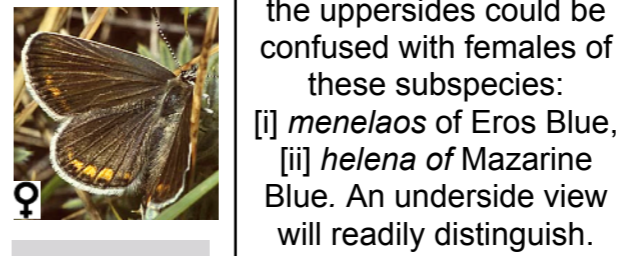 the uppersides could be
confused with females of
these subspecies:
[i] menelaos of Eros Blue,
[ii] helena of Mazarine
Blue. An underside view
will readily distinguish.
♀